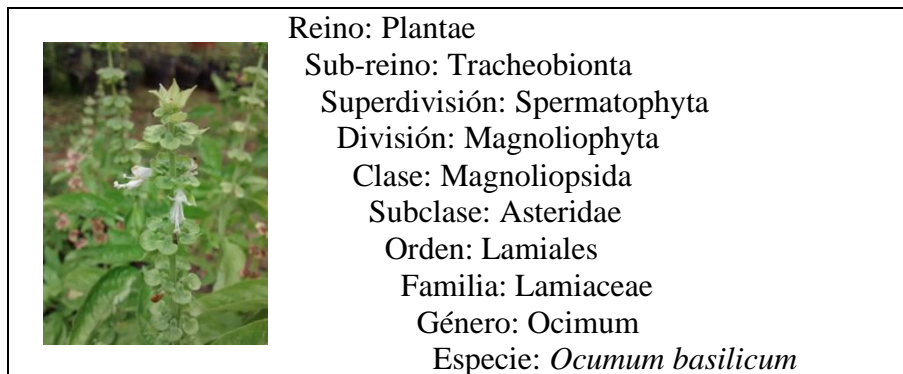 Reino: Plantae
Sub-reino: Tracheobionta
Superdivisión: Spermatophyta
División: Magnoliophyta
Clase: Magnoliopsida
Subclase: Asteridae
Orden: Lamiales
Familia: Lamiaceae
Género: Ocimum
Especie: Ocumum basilicum